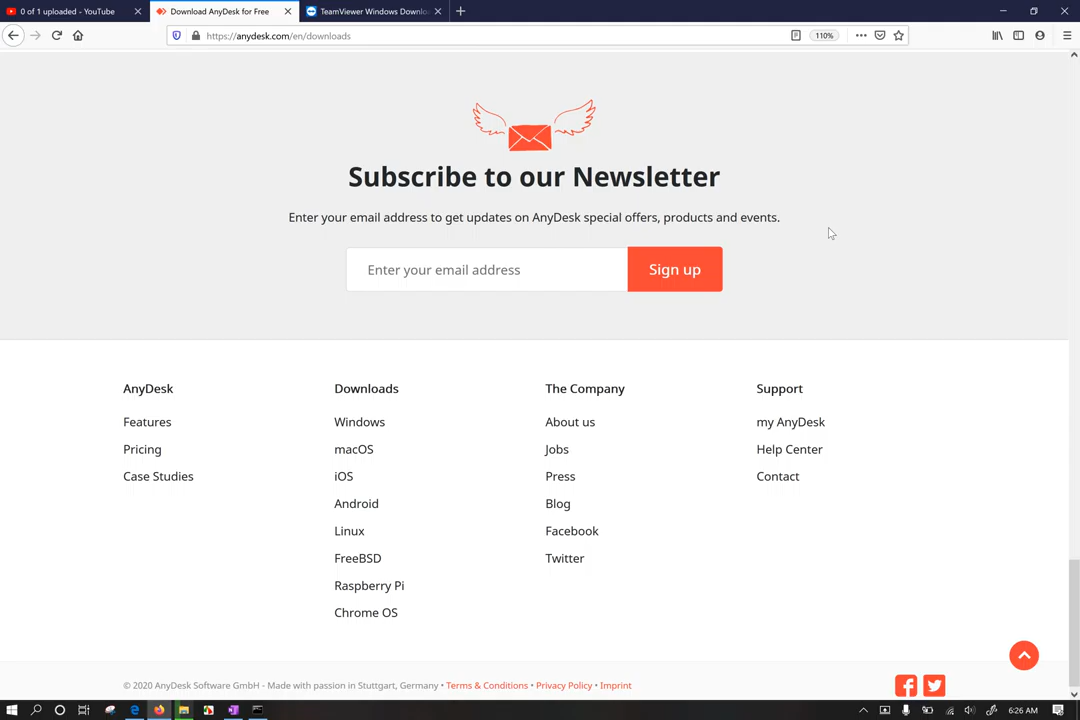 0 of 1 uploaded - YouTube
Download AnyDesk for Free
TeamViewer Windows Downlo
https://anydesk.com/en/downloads
110%
Subscribe to our Newsletter
Enter your email address to get updates on AnyDesk special offers, products and events.
Enter your email address
Sign up
AnyDesk
Features
Pricing
Case Studies
Downloads
Windows
macOS
iOS
Android
Linux
FreeBSD
Raspberry Pi
Chrome OS
The Company
About us
Jobs
Press
Blog
Facebook
Twitter
Support
my AnyDesk
Help Center
Contact
© 2020 AnyDesk Software GmbH - Made with passion in Stuttgart, Germany • Terms & Conditions • Privacy Policy • Imprint
6:26 AM